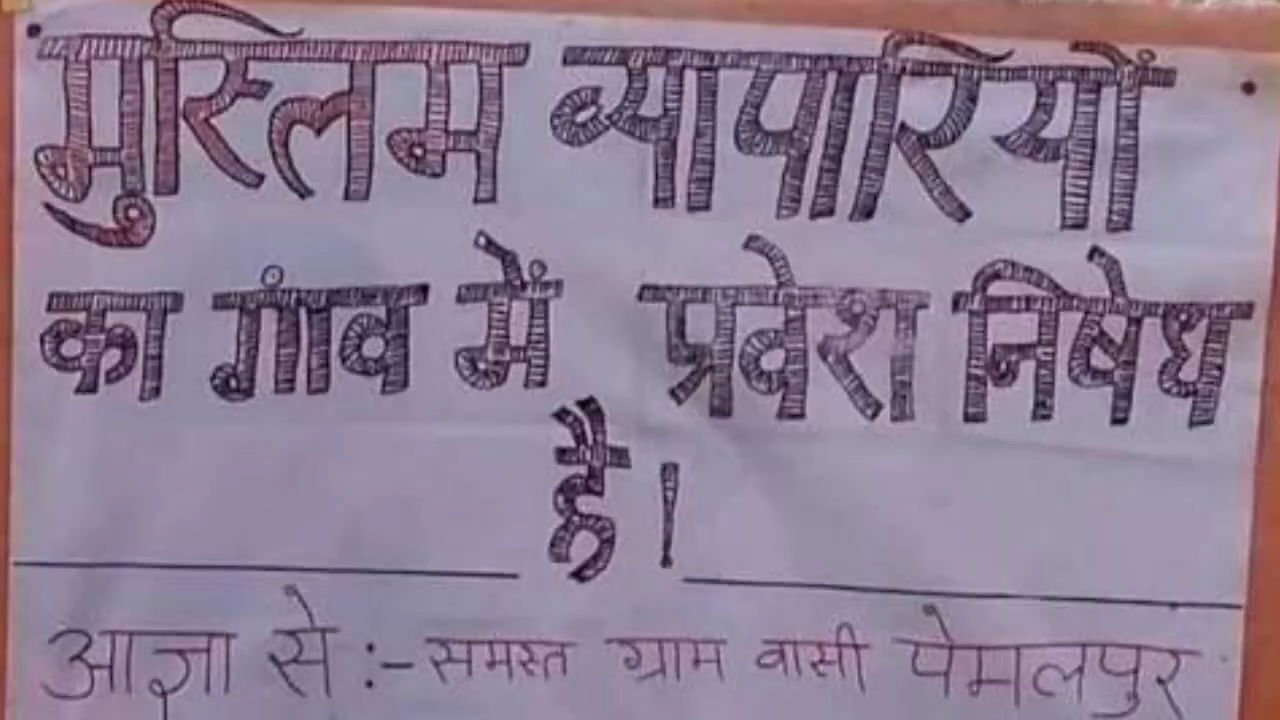 मुस्लिम व्यापारियों
का गांव में प्रवेश निषेध
है।
आज्ञा से :- समस्त ग्राम वासी पेमलपुर